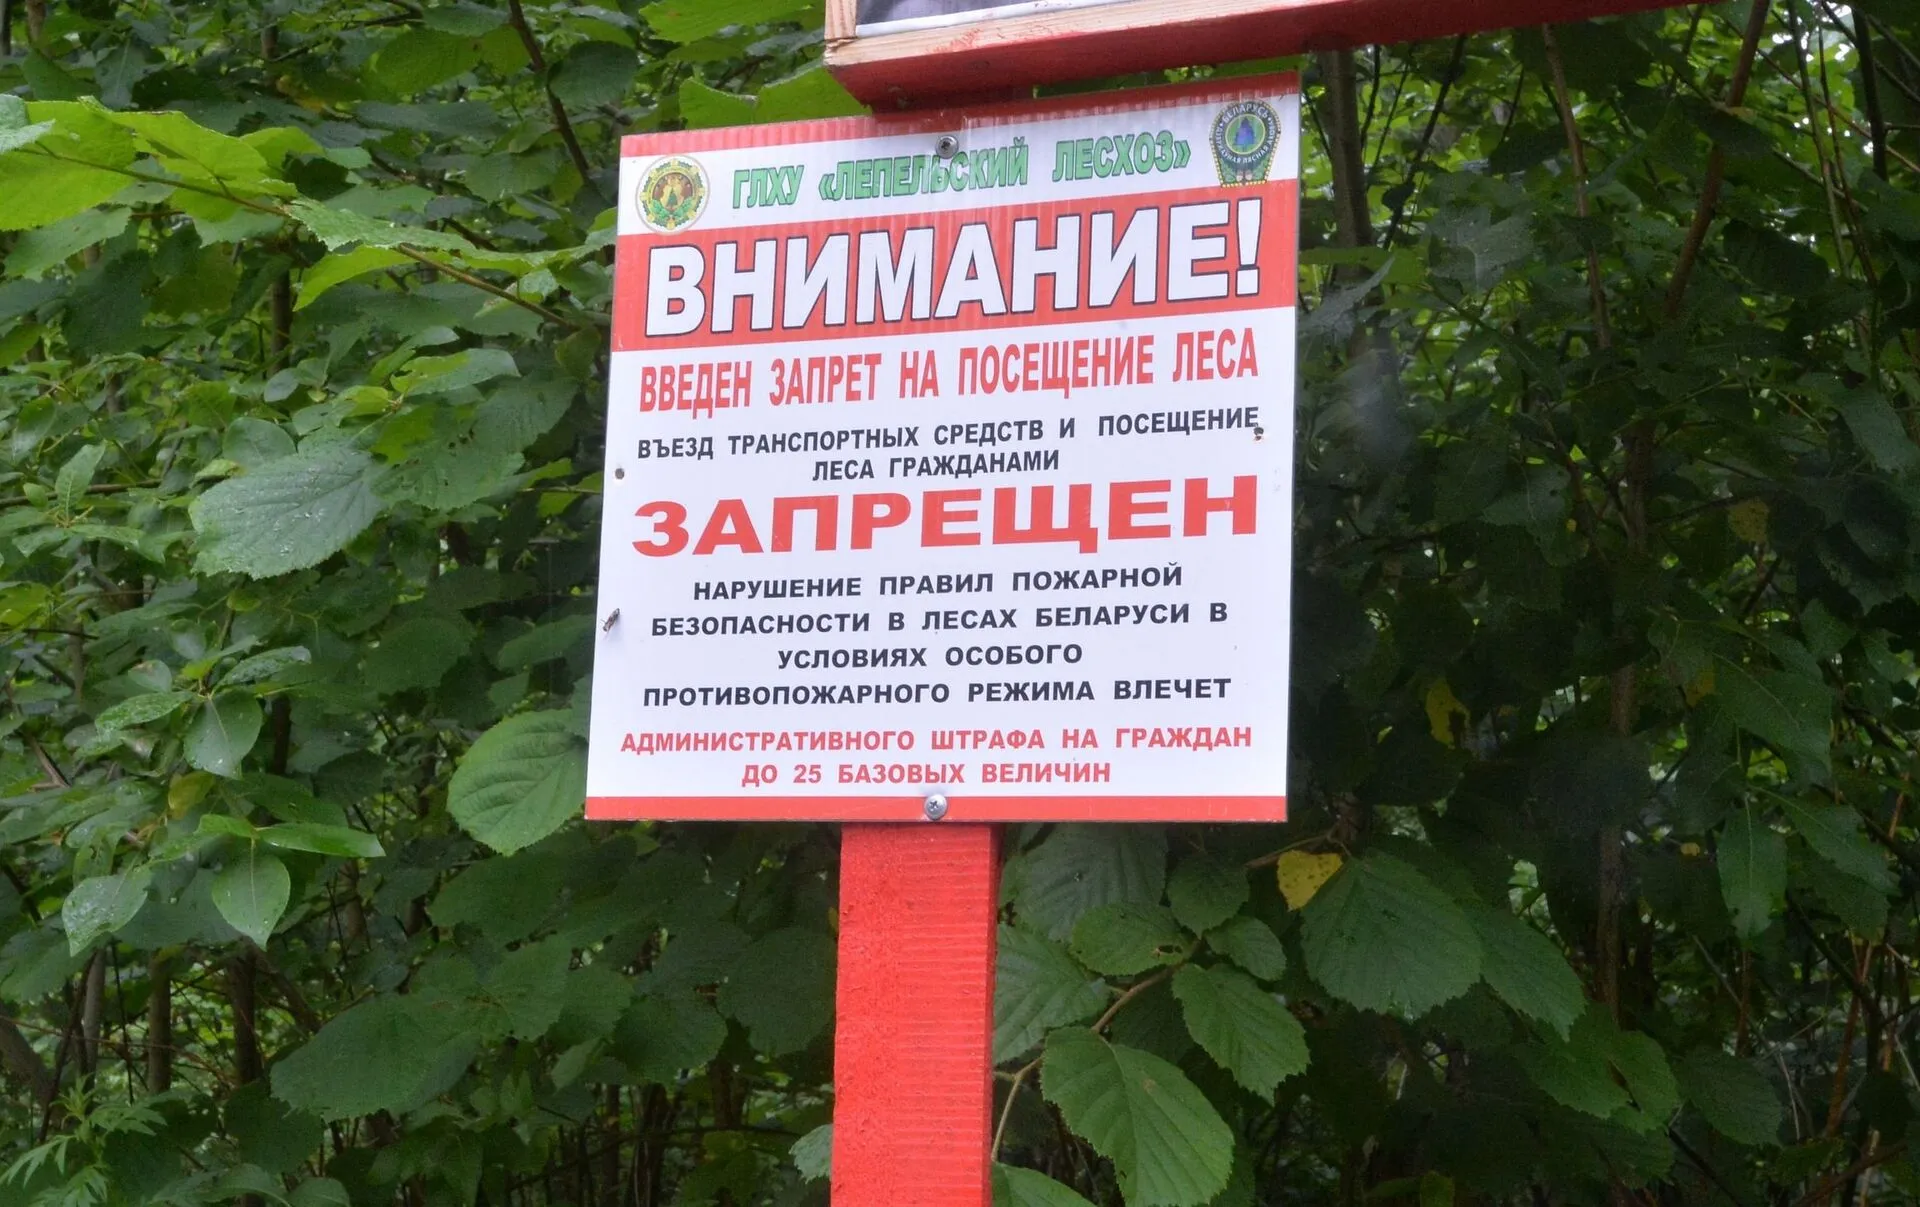 ГЛХУ «ЛЕПЕЛЬСКИЙ ЛЕСХОЗ»
ВНИМАНИЕ!
ВВЕДЕН ЗАПРЕТ НА ПОСЕЩЕНИЕ ЛЕСА
ВЪЕЗД ТРАНСПОРТНЫХ СРЕДСТВ И ПОСЕЩЕНИЕ
ЛЕСА ГРАЖДАНАМИ
ЗАПРЕЩЕН
НАРУШЕНИЕ ПРАВИЛ ПОЖАРНОЙ
БЕЗОПАСНОСТИ В ЛЕСАХ БЕЛАРУСИ В
УСЛОВИЯХ ОСОБОГО
ПРОТИВОПОЖАРНОГО РЕЖИМА ВЛЕЧЕТ
АДМИНИСТРАТИВНОГО ШТРАФА НА ГРАЖДАН
ДО 25 БАЗОВЫХ ВЕЛИЧИН